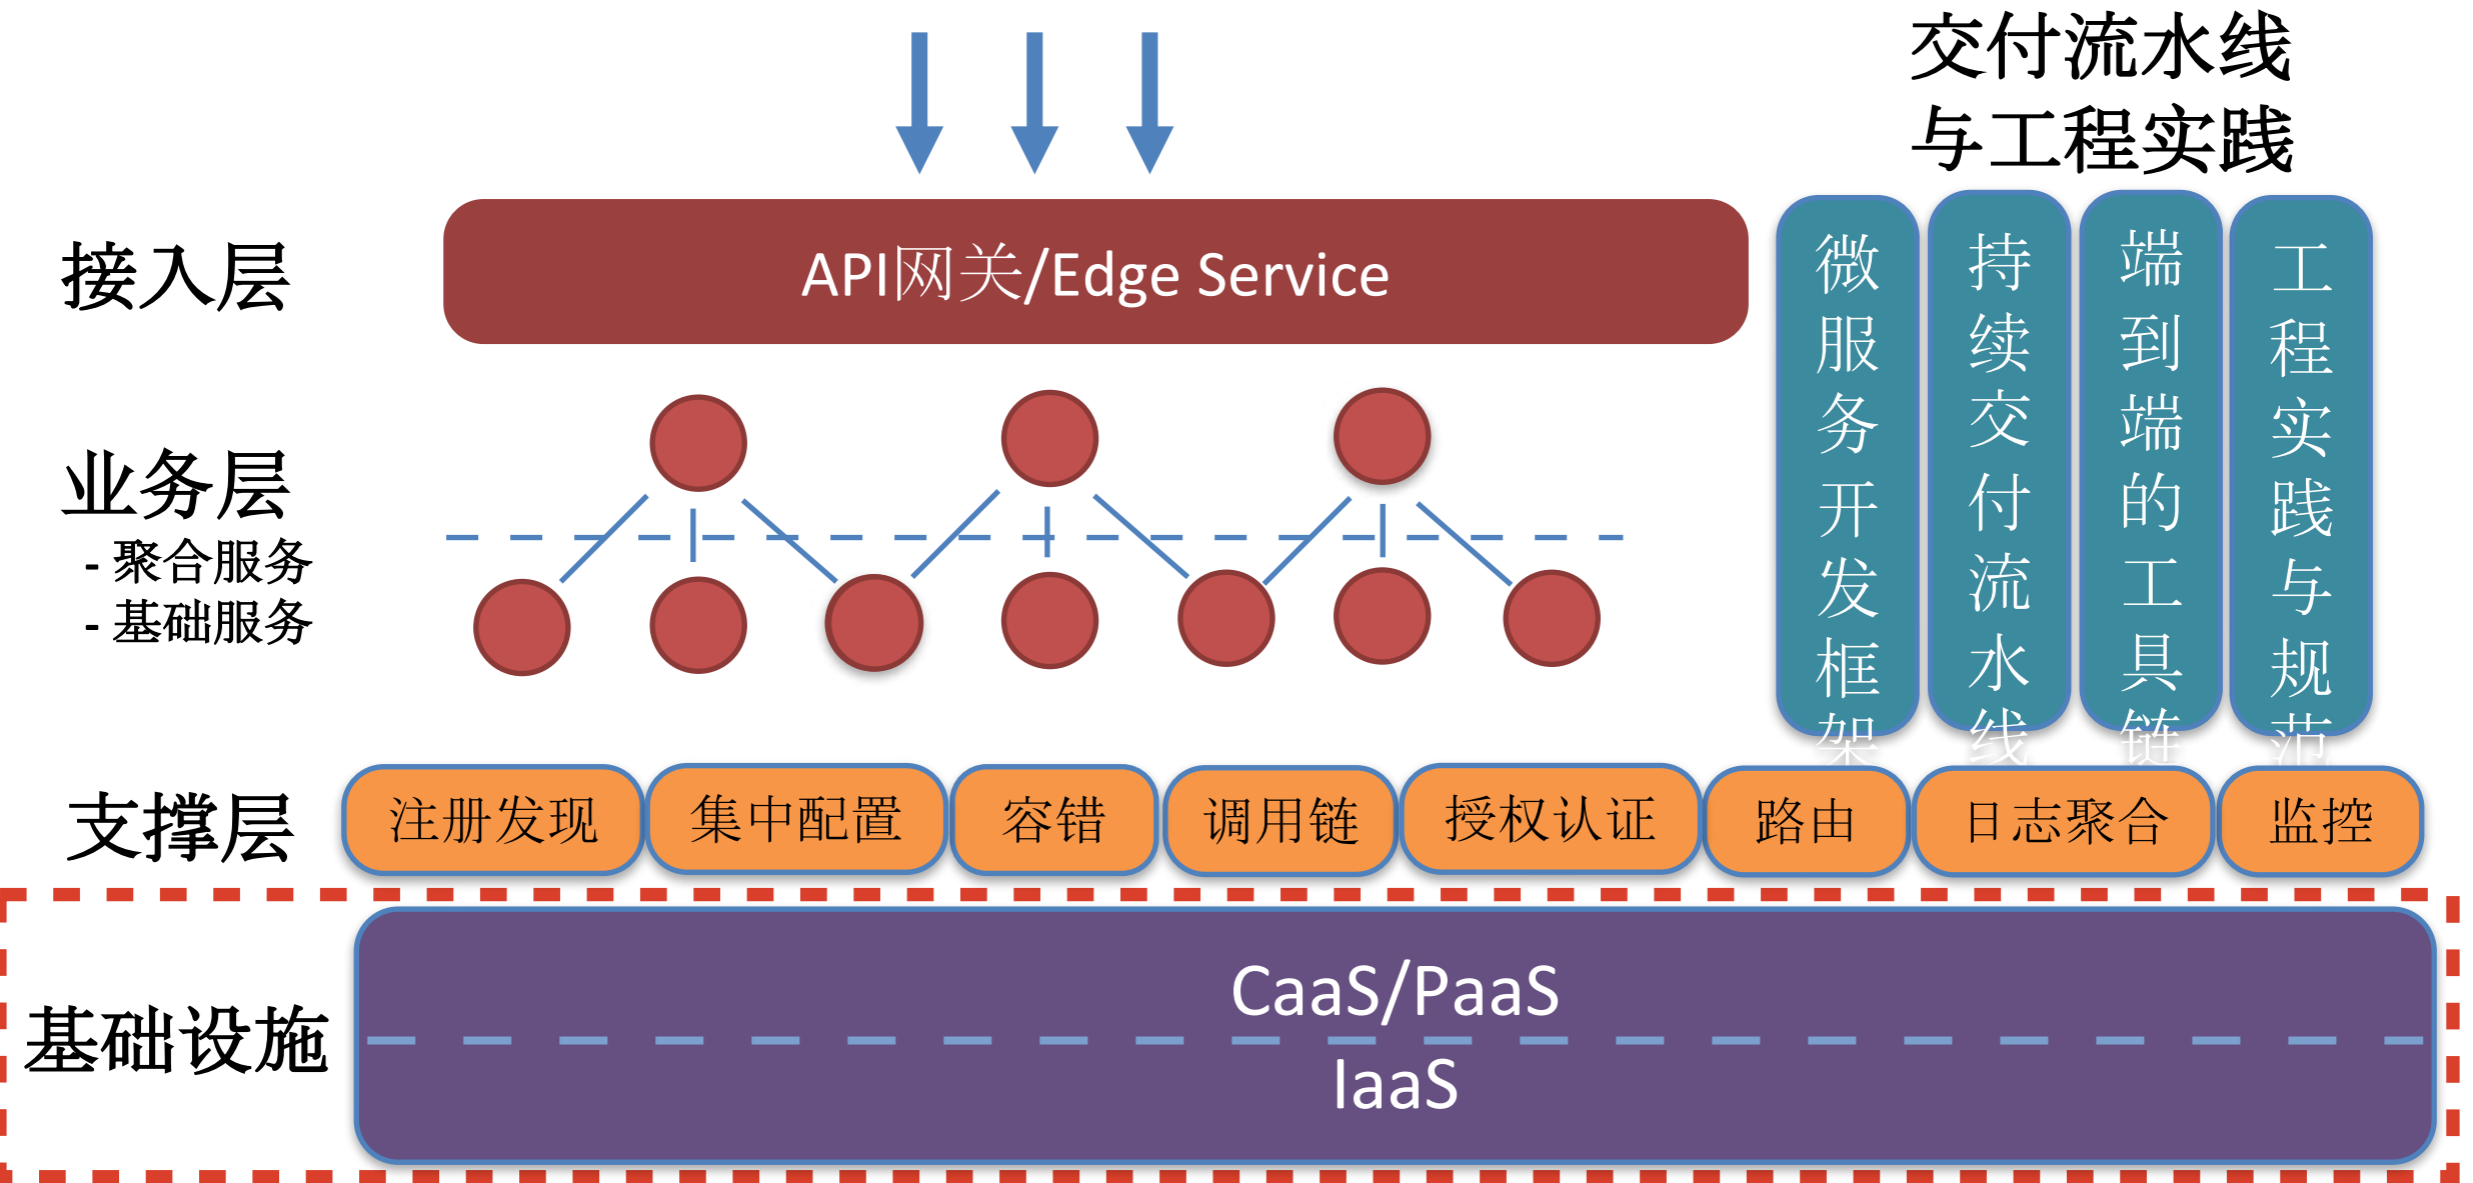 交付流水线
与工程实践
接入层
API网关/Edge Service
业务层
- 聚合服务
- 基础服务
微服务开发框架
持续交付流水线
端到端的工具链
工程实践与规范
支撑层
注册发现
集中配置
容错
调用链
授权认证
路由
日志聚合
监控
基础设施
CaaS/PaaS
IaaS